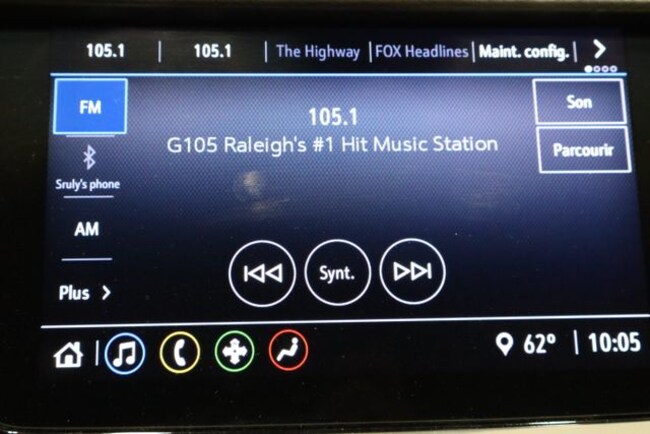 105.1 | 105.1 | The Highway | FOX Headlines | Maint. config. |
FM
Son
105.1
G105 Raleigh's #1 Hit Music Station
Parcourir
Sruly's phone
AM
Synt.
Plus
62° | 10:05